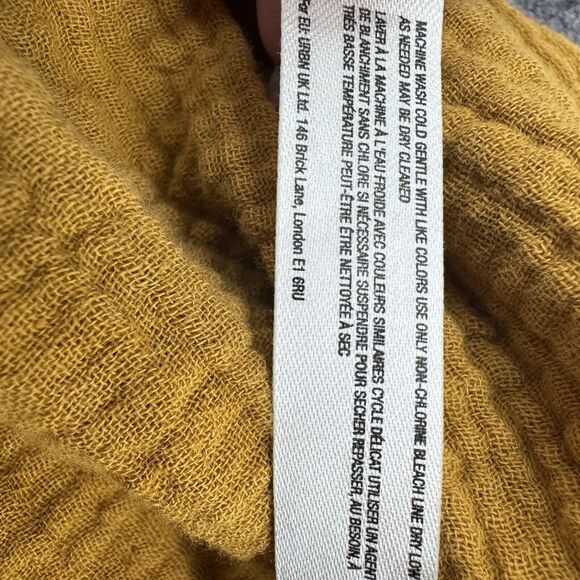 MACHINE WASH COLD GENTLE WITH LIKE COLORS USE ONLY NON-CHLORINE BLEACH LINE DRY LOW
AS NEEDED MAY BE DRY CLEANED
LAVER À LA MACHINE À L'EAU FROIDE AVEC COULEURS SIMILAIRES CYCLE DÉLICAT UTILISER UN AGENT
DE BLANCHIMENT SANS CHLORE SI NÉCESSAIRE SUSPENDRE POUR SECHER REPASSER, AU BESOIN, À
TRÈS BASSE TEMPÉRATURE PEUT-ÊTRE ÊTRE NETTOYÉE À SEC
For EU: URBN UK Ltd. 146 Brick Lane, London E1 6RU